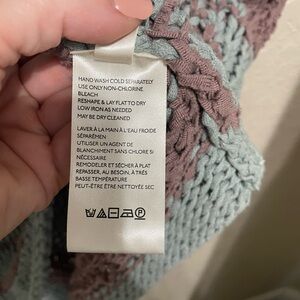 HAND WASH COLD SEPARATELY
USE ONLY NON-CHLORINE
BLEACH
RESHAPE & LAY FLAT TO DRY
LOW IRON AS NEEDED
MAY BE DRY CLEANED
LAVER À LA MAIN À L'EAU FROIDE
SÉPARÉMEN
UTILISER UN AGENT DE
BLANCHIMENT SANS CHLORE SI
NÉCESSAIRE
REMODELER ET SÉCHER À PLAT
REPASSER, AU BESOIN, À TRÈS
BASSE TEMPÉRATURE
PEUT-ÊTRE ÊTRE NETTOYÉE SEC